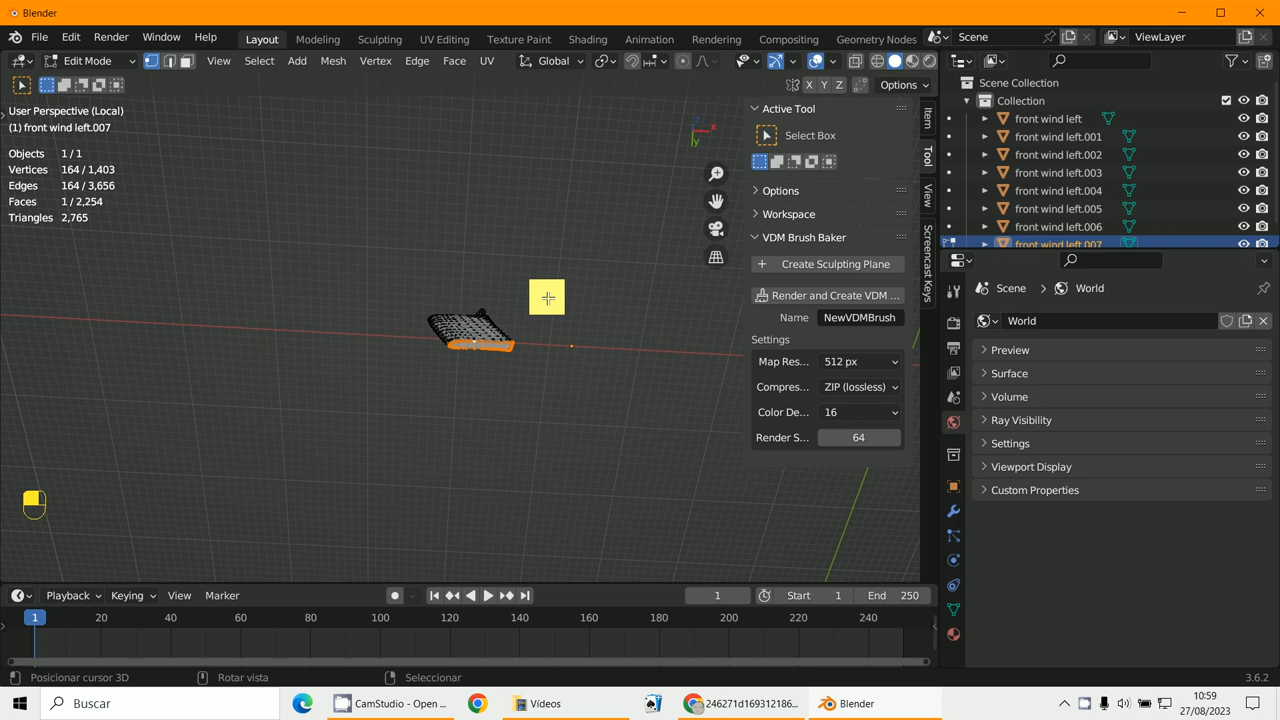 Blender
File Edit Render Window Help Layout Modeling Sculpting UV Editing Texture Paint Shading Animation Rendering Compositing Geometry Nodes Scene ViewLayer
Edit Mode View Select Add Mesh Vertex Edge Face UV Global
X Y Z Options
User Perspective (Local)
(1) front wind left.007
Objects 1 / 1
Vertices 164 / 1,403
Edges 164 / 3,656
Faces 1 / 2,254
Triangles 2,765
Z
X
Y
Active Tool
Select Box
Options
Workspace
VDM Brush Baker
Create Sculpting Plane
Render and Create VDM ...
Name NewVDMBrush
Settings
Map Res... 512 px
Compres... ZIP (lossless)
Color De... 16
Render S... 64
Item
Tool
View
Screencast Keys
Scene Collection
Collection
front wind left
front wind left.001
front wind left.002
front wind left.003
front wind left.004
front wind left.005
front wind left.006
front wind left.007
Scene World
World
Preview
Surface
Volume
Ray Visibility
Settings
Viewport Display
Custom Properties
Playback Keying View Marker 1 Start 1 End 250
1 20 40 60 80 100 120 140 160 180 200 220 240
Posicionar cursor 3D Rotar vista Seleccionar 3.6.2
Buscar CamStudio - Open ... Vídeos 246271d169312186... Blender 10:59
27/08/2023